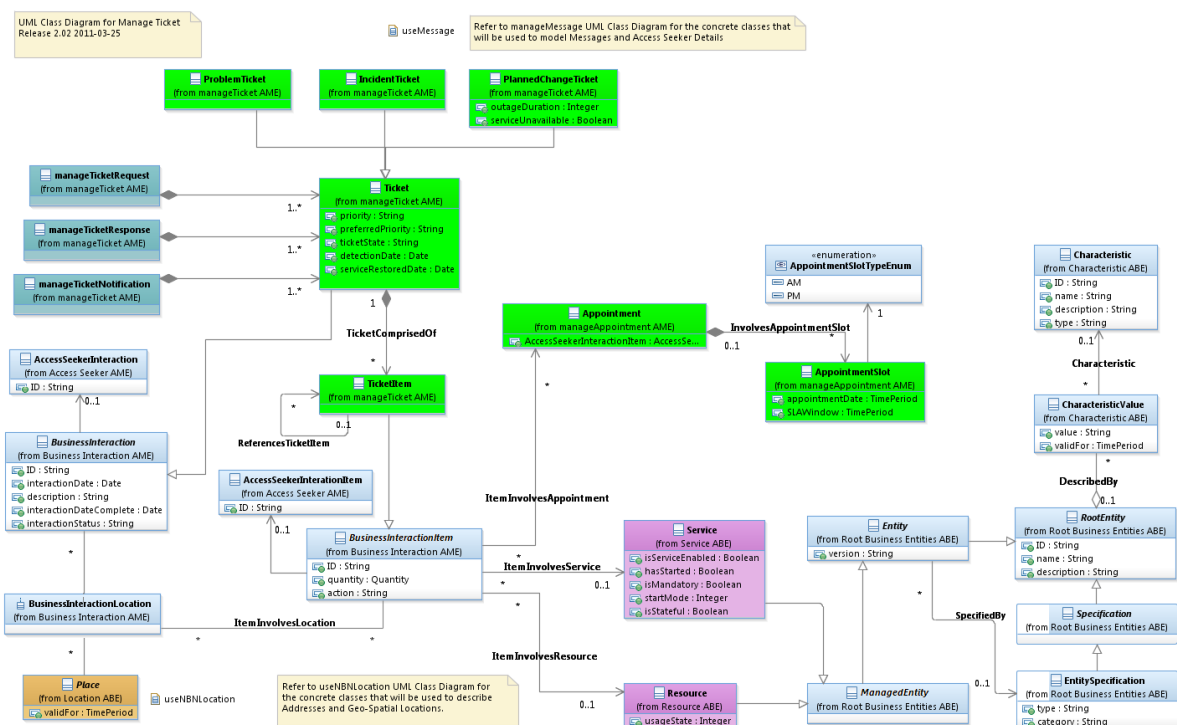 UML Class Diagram for Manage Ticket
Release 2.02 2011-03-25
useMessage
Refer to manageMessage UML Class Diagram for the concrete classes that
will be used to model Messages and Access Seeker Details
ProblemTicket
(from manageTicket AME)
IncidentTicket
(from manageTicket AME)
PlannedChangeTicket
(from manageTicket AME)
outageDuration : Integer
serviceUnavailable : Boolean
manageTicketRequest
(from manageTicket AME)
1..*
manageTicketResponse
(from manageTicket AME)
1..*
manageTicketNotification
(from manageTicket AME)
1..*
Ticket
(from manageTicket AME)
priority : String
preferredPriority : String
ticketState : String
detectionDate : Date
serviceRestoredDate : Date
1
TicketComprisedOf
*
TicketItem
(from manageTicket AME)
*
0..1
ReferencesTicketItem
AccessSeekerInteraction
(from Access Seeker AME)
ID : String
0..1
BusinessInteraction
(from Business Interaction AME)
ID : String
interactionDate : Date
description : String
interactionDateComplete : Date
interactionStatus : String
*
AccessSeekerInterationItem
(from Access Seeker AME)
ID : String
0..1
BusinessInteractionItem
(from Business Interaction AME)
ID : String
quantity : Quantity
action : String
BusinessInteractionLocation
(from Business Interaction AME)
*
ItemInvolvesLocation
*
*
Place
(from Location ABE)
validFor : TimePeriod
useNBNLocation
Refer to useNBNLocation UML Class Diagram for
the concrete classes that will be used to describe
Addresses and Geo-Spatial Locations.
Appointment
(from manageAppointment AME)
AccessSeekerInteractionItem : AccessSe...
*
ItemInvolvesAppointment
*
InvolvesAppointmentSlot
0..1
*
«enumeration»
AppointmentSlotTypeEnum
AM
PM
1
AppointmentSlot
(from manageAppointment AME)
appointmentDate : TimePeriod
SLAWindow : TimePeriod
ItemInvolvesService
*
0..1
Service
(from Service ABE)
isServiceEnabled : Boolean
hasStarted : Boolean
isMandatory : Boolean
startMode : Integer
isStateful : Boolean
*
ItemInvolvesResource
0..1
Resource
(from Resource ABE)
usageState : Integer
Entity
(from Root Business Entities ABE)
version : String
*
SpecifiedBy
0..1
ManagedEntity
(from Root Business Entities ABE)
Characteristic
(from Characteristic ABE)
ID : String
name : String
description : String
type : String
0..1
Characteristic
*
CharacteristicValue
(from Characteristic ABE)
value : String
validFor : TimePeriod
*
DescribedBy
0..1
RootEntity
(from Root Business Entities ABE)
ID : String
name : String
description : String
Specification
(from Root Business Entities ABE)
EntitySpecification
(from Root Business Entities ABE)
type : String
category : String